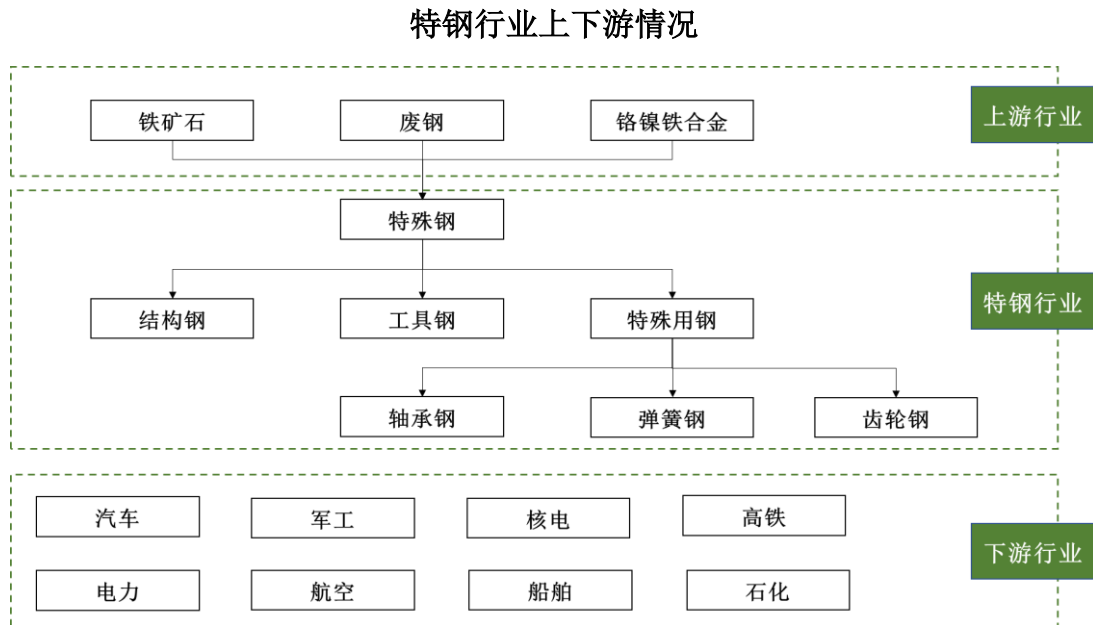 特钢行业上下游情况
铁矿石
废钢
铬镍铁合金
上游行业
特殊钢
结构钢
工具钢
特殊用钢
特钢行业
轴承钢
弹簧钢
齿轮钢
汽车
军工
核电
高铁
下游行业
电力
航空
船舶
石化